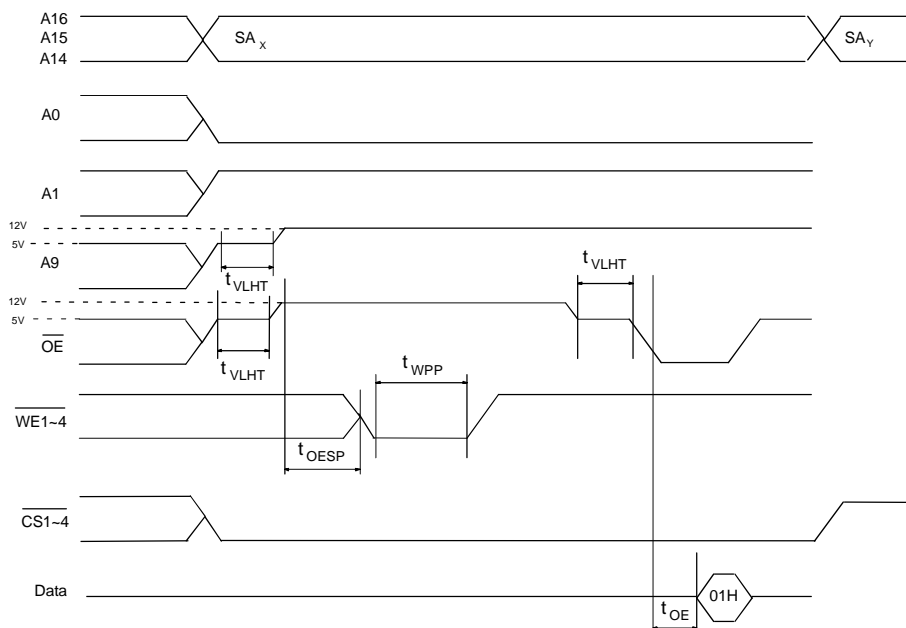 A16
A15
A14
SAX
SAY
A0
A1
12V
5V
A9
tVLHT
tVLHT
12V
5V
OE
tVLHT
tWPP
WE1~4
tOESP
CS1~4
Data
01H
tOE